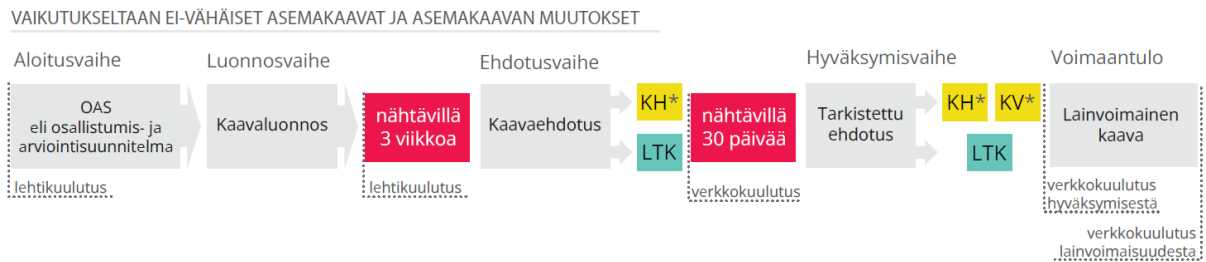 VAIKUTUKSELTAAN EI-VÄHÄISET ASEMAKAAVAT JA ASEMAKAAVAN MUUTOKSET
Aloitusvaihe
OAS
eli osallistumis- ja
arviointisuunnitelma
lehtikuulutus
Luonnosvaihe
Kaavaluonnos
nähtävillä
3 viikkoa
lehtikuulutus
Ehdotusvaihe
Kaavaehdotus
KH*
LTK
nähtävillä
30 päivää
verkkokuulutus
Hyväksymisvaihe
Tarkistettu
ehdotus
KH* KV*
LTK
Voimaantulo
Lainvoimainen
kaava
verkkokuulutus
hyväksymisestä
verkkokuulutus
lainvoimaisuudesta